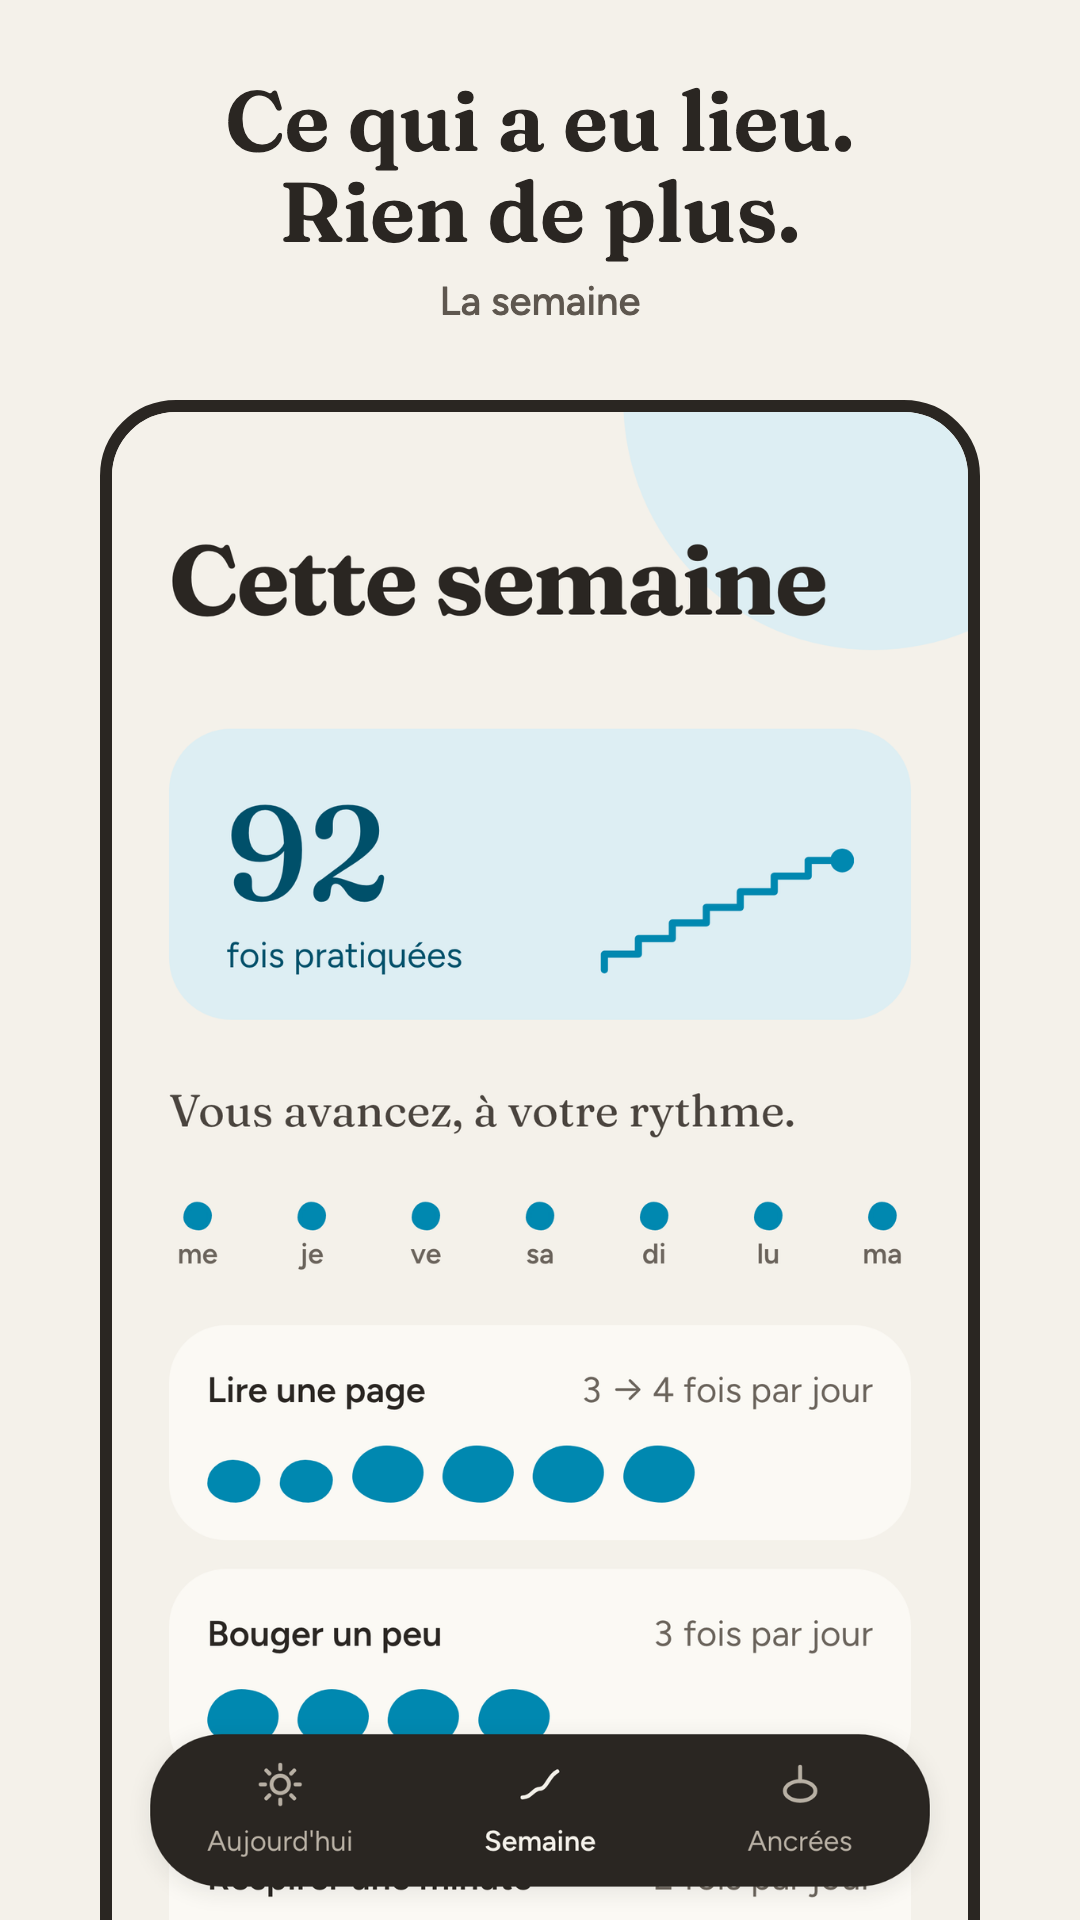 Ce qui a eu lieu.
Rien de plus.
La semaine
Cette semaine
92
fois pratiquées
Vous avancez, à votre rythme.
me je ve sa di lu ma
Lire une page 3 → 4 fois par jour
Bouger un peu 3 fois par jour
Aujourd'hui Semaine Ancrées